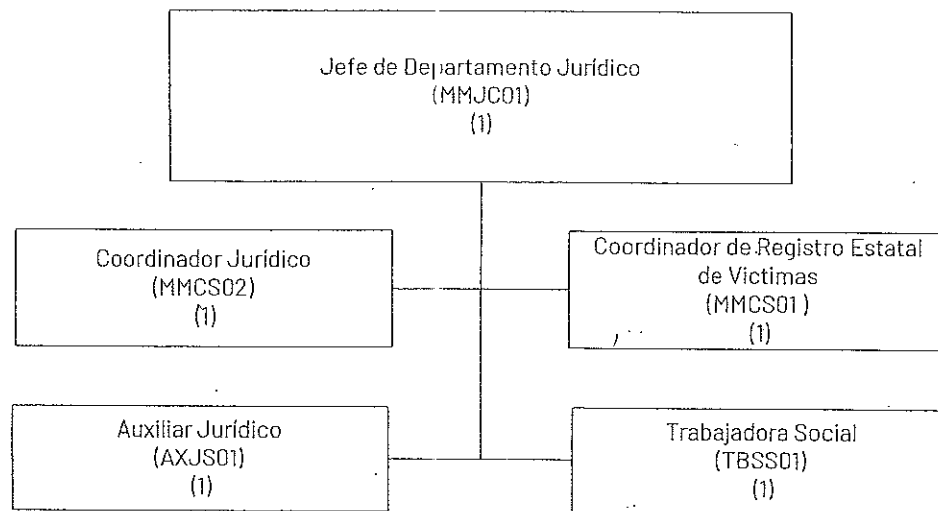 Jefe de Departamento Jurídico
(MMJC01)
(1)
Coordinador Jurídico
(MMCS02)
(1)
Coordinador de Registro Estatal
de Victimas
(MMCS01)
(1)
Auxiliar Jurídico
(AXJS01)
(1)
Trabajadora Social
(TBSS01)
(1)